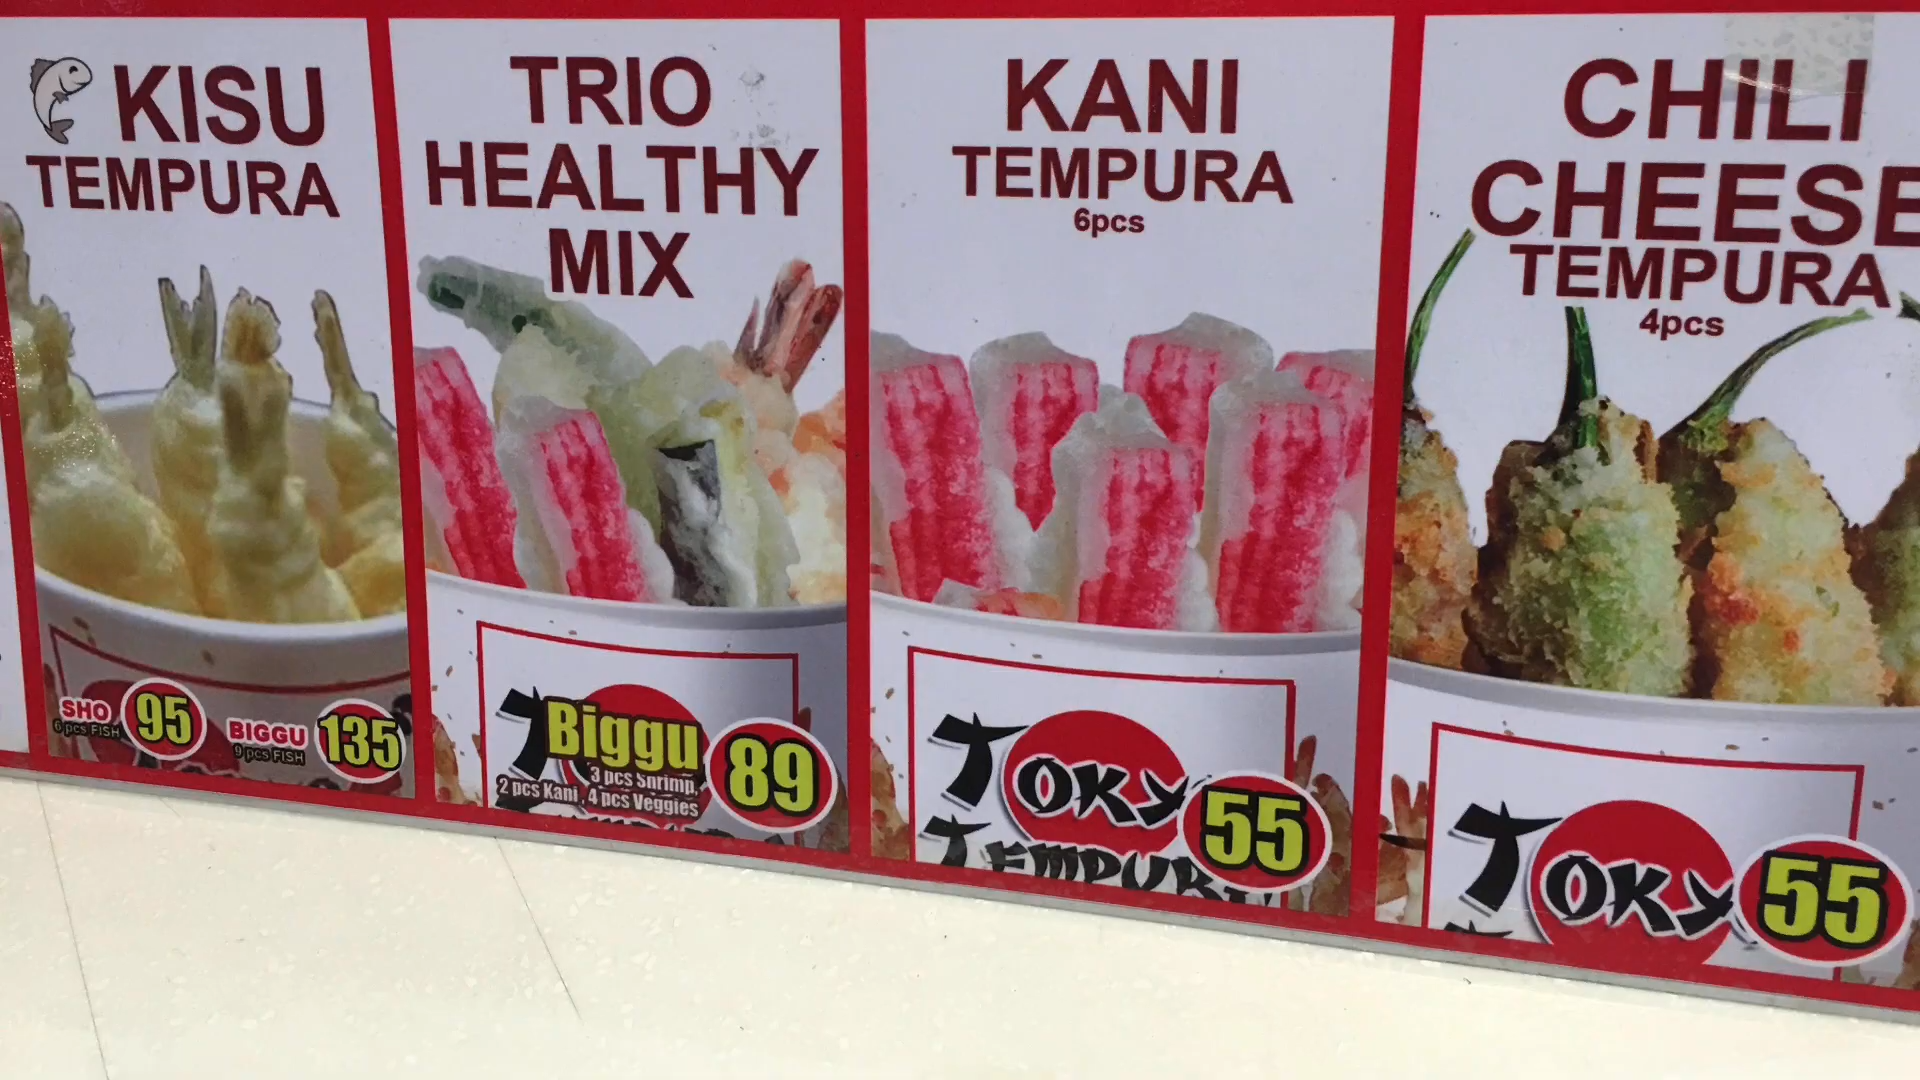 KISU
TEMPURA
SHO
6 pcs FISH
95
BIGGU
9 pcs FISH
135
TRIO
HEALTHY
MIX
Biggu
3 pcs Shrimp,
2 pcs Kani, 4 pcs Veggies
89
KANI
TEMPURA
6pcs
TOKY
TEMPUR
55
CHILI
CHEESE
TEMPURA
4pcs
TOKY
55